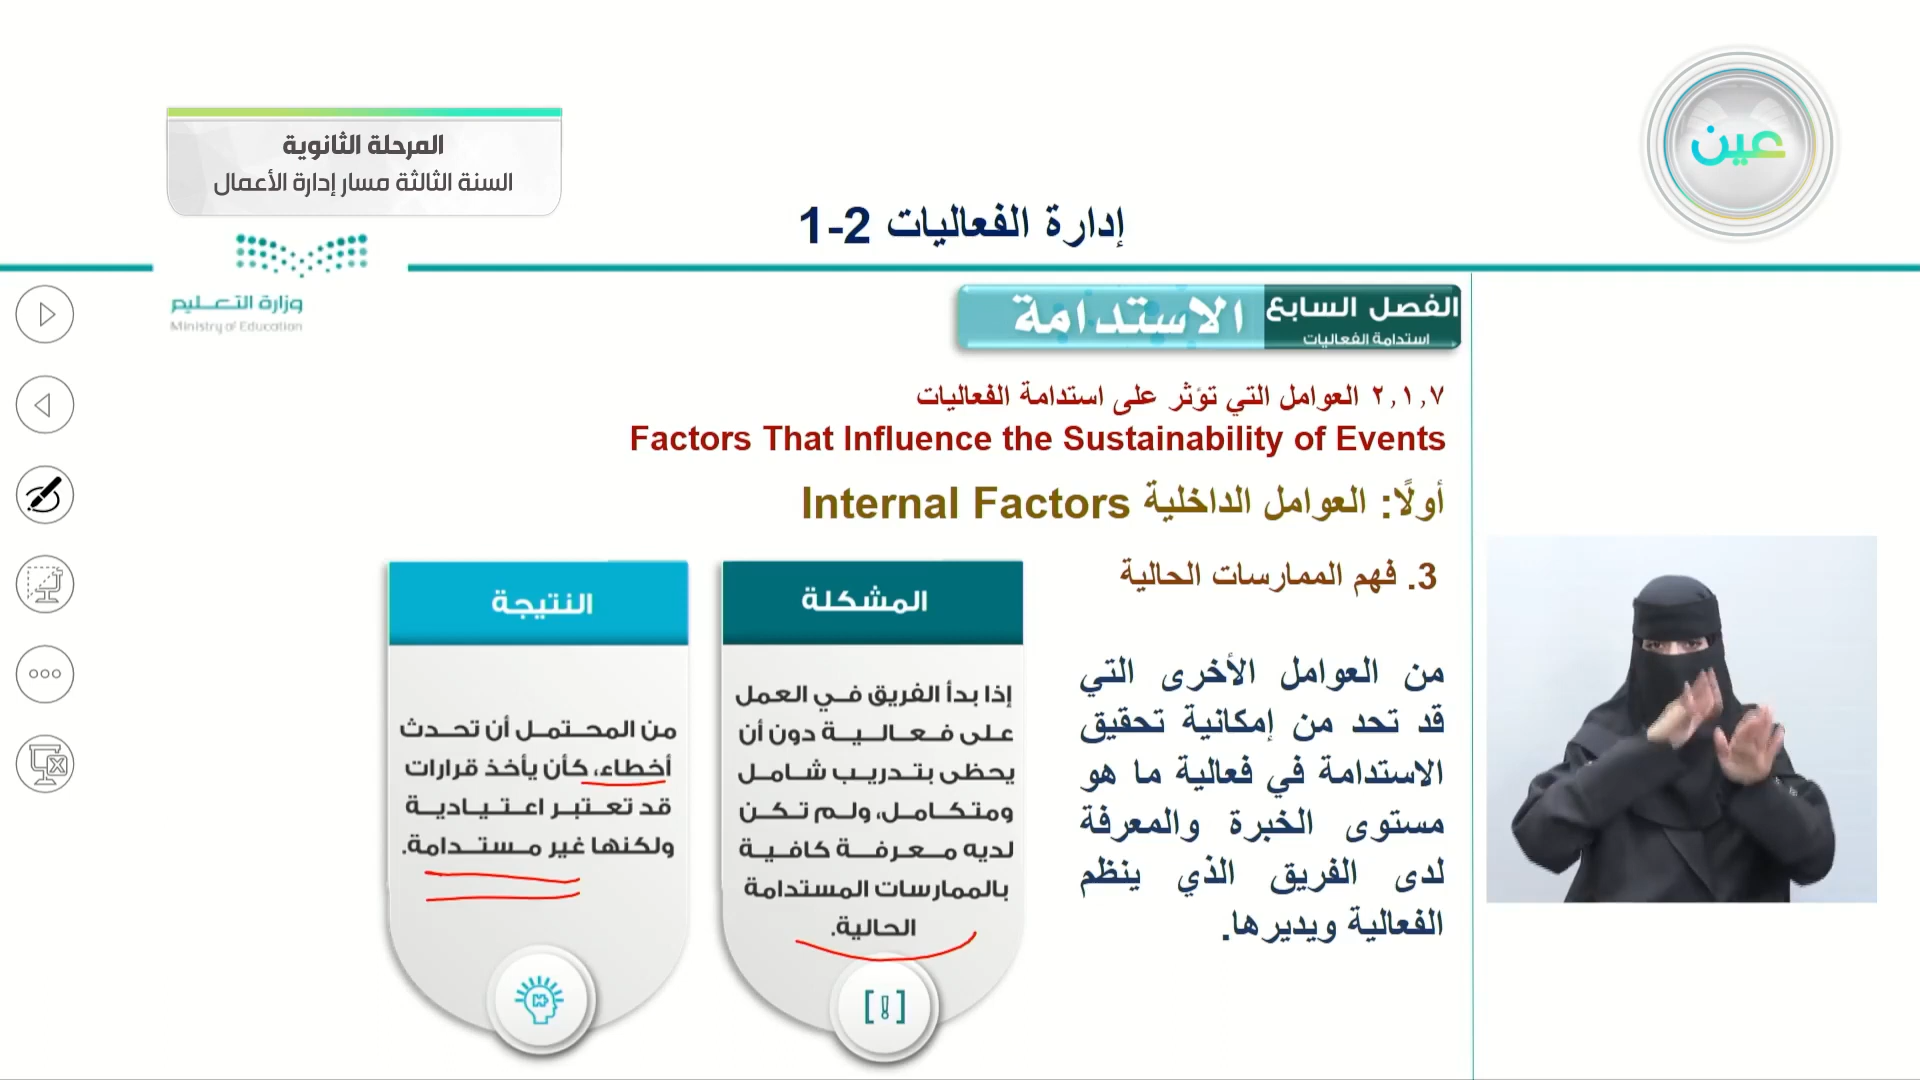 المرحلة الثانوية
السنة الثالثة مسار إدارة الأعمال
عين
إدارة الفعاليات 2-1
وزارة التعليم
Ministry of Education
الفصل السابع
استدامة الفعاليات
الاستدامة
٢,١,٧ العوامل التي تؤثر على استدامة الفعاليات
Factors That Influence the Sustainability of Events
أولًا: العوامل الداخلية Internal Factors
3. فهم الممارسات الحالية
من العوامل الأخرى التي
قد تحد من إمكانية تحقيق
الاستدامة في فعالية ما هو
مستوى الخبرة والمعرفة
لدى الفريق الذي ينظم
الفعالية ويديرها.
المشكلة
إذا بدأ الفريق في العمل
على فعالية دون أن
يحظى بتدريب شامل
ومتكامل، ولم تكن
لديه معرفة كافية
بالممارسات المستدامة
الحالية.
[!]
النتيجة
من المحتمل أن تحدث
أخطاء، كأن يأخذ قرارات
قد تعتبر اعتيادية
ولكنها غير مستدامة.